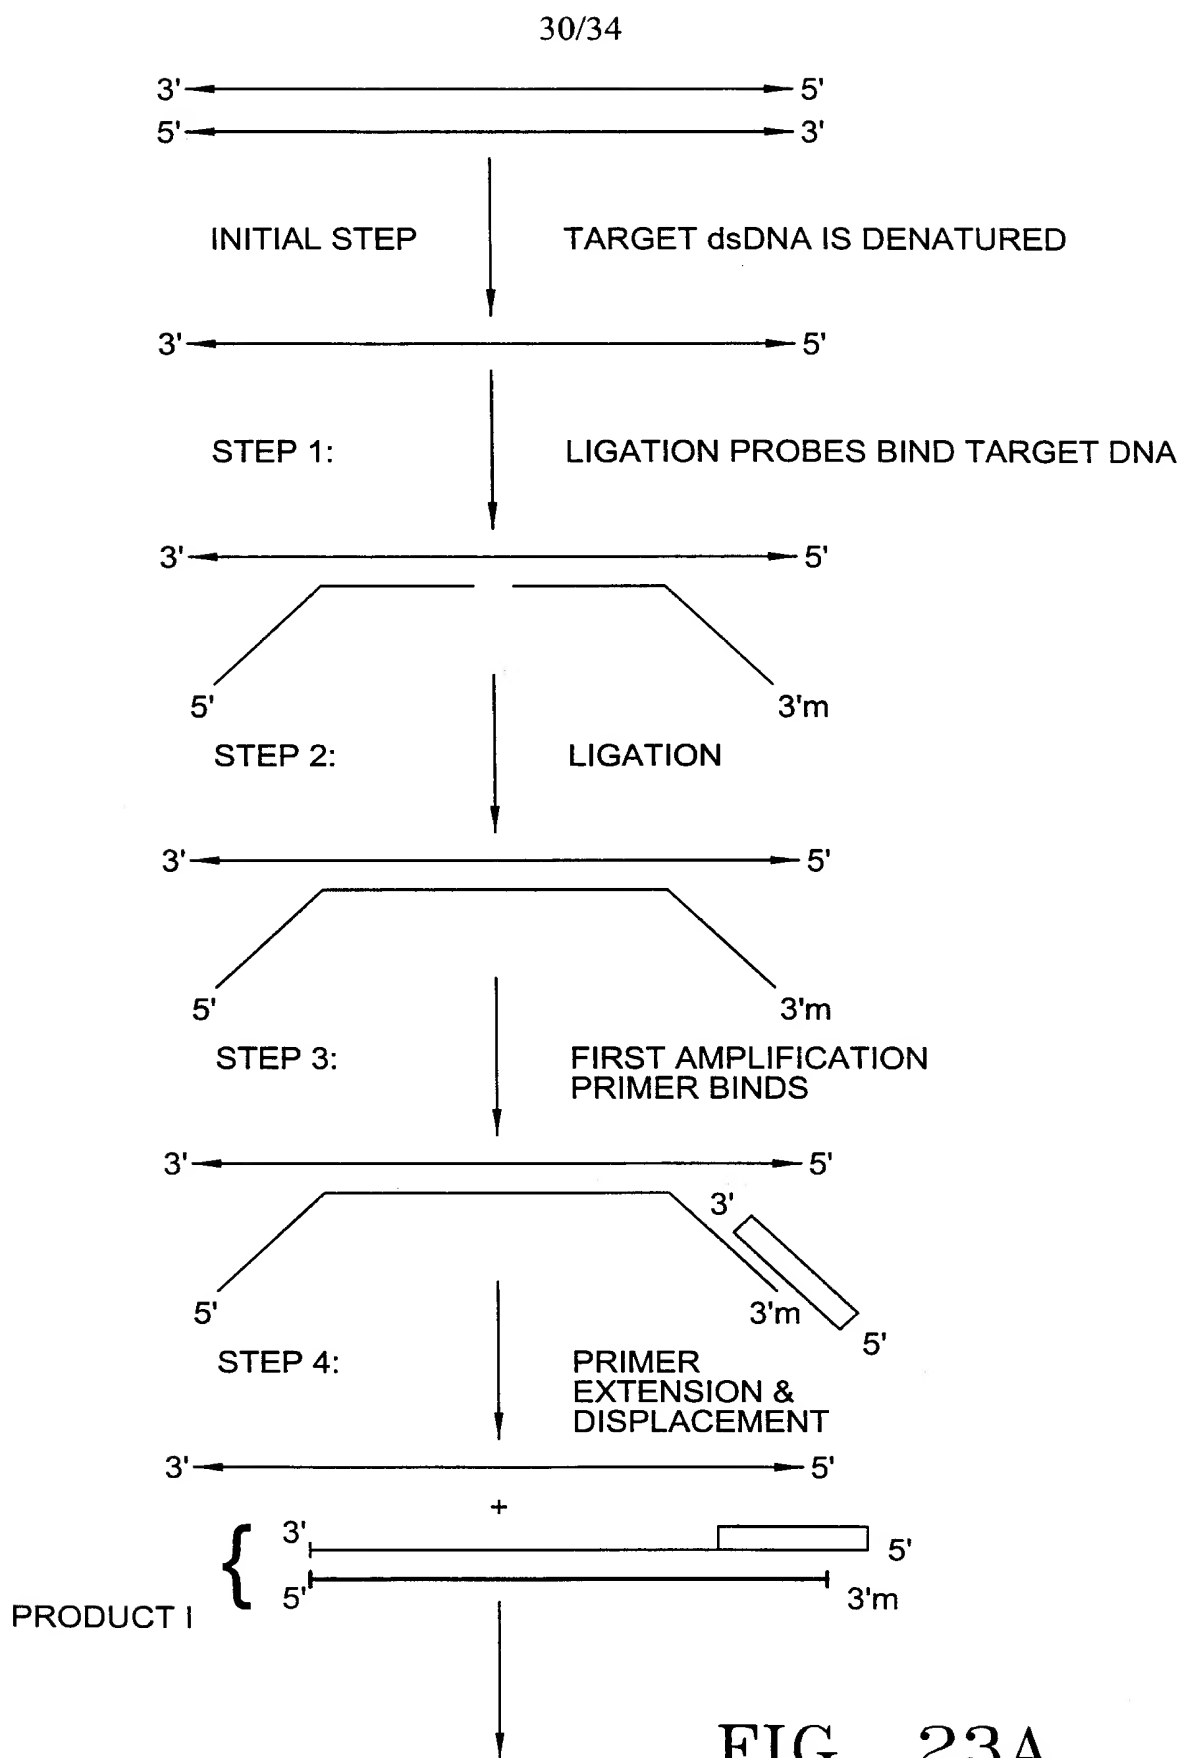 30/34
3' 5'
5' 3'
INITIAL STEP TARGET dsDNA IS DENATURED
3' 5'
STEP 1: LIGATION PROBES BIND TARGET DNA
3' 5'
5' 3'm
STEP 2: LIGATION
3' 5'
5' 3'm
STEP 3: FIRST AMPLIFICATION
PRIMER BINDS
3' 5'
3'
5' 3'm
5'
STEP 4: PRIMER
EXTENSION &
DISPLACEMENT
3' 5'
+
3' 5'
{
5' 3'm
PRODUCT I
FIG. 23A